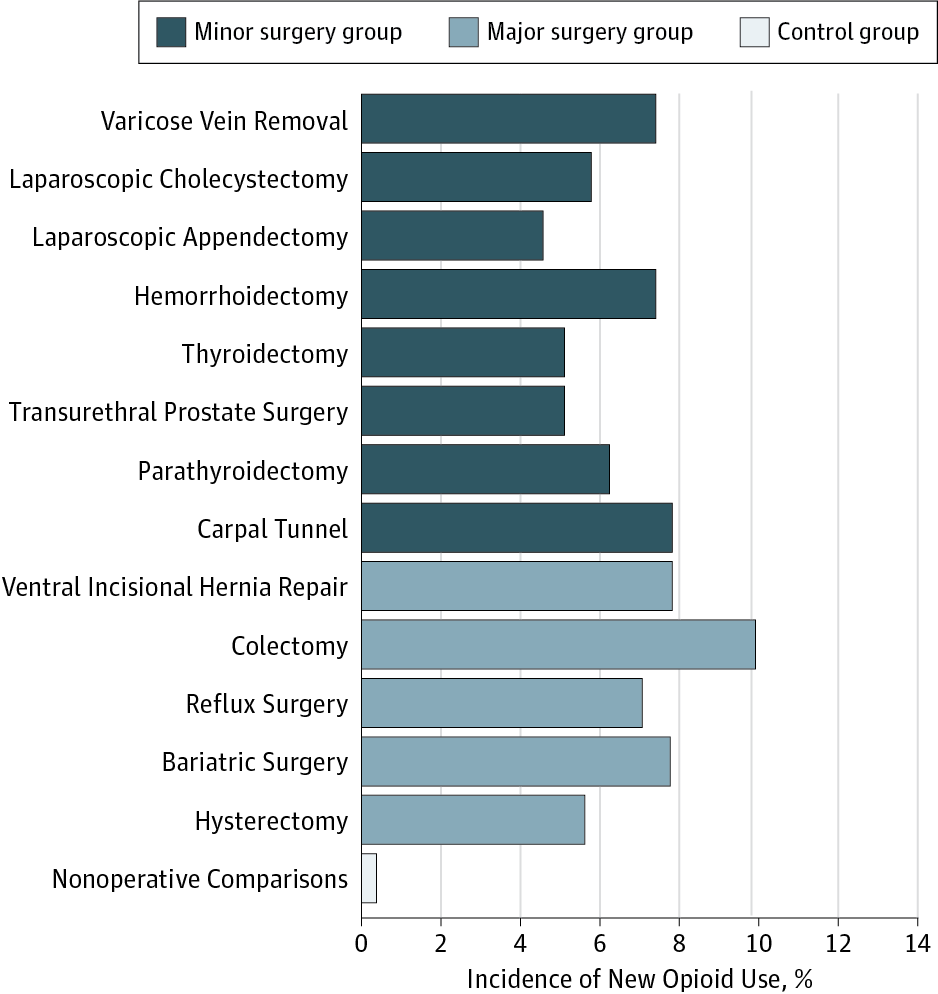 Minor surgery group Major surgery group Control group
Varicose Vein Removal
Laparoscopic Cholecystectomy
Laparoscopic Appendectomy
Hemorrhoidectomy
Thyroidectomy
Transurethral Prostate Surgery
Parathyroidectomy
Carpal Tunnel
Ventral Incisional Hernia Repair
Colectomy
Reflux Surgery
Bariatric Surgery
Hysterectomy
Nonoperative Comparisons
0 2 4 6 8 10 12 14
Incidence of New Opioid Use, %